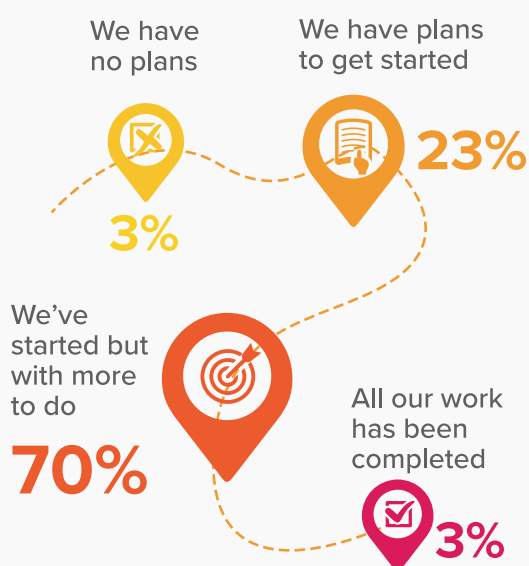 We have
no plans
3%
We have plans
to get started
23%
We've
started but
with more
to do
70%
All our work
has been
completed
3%